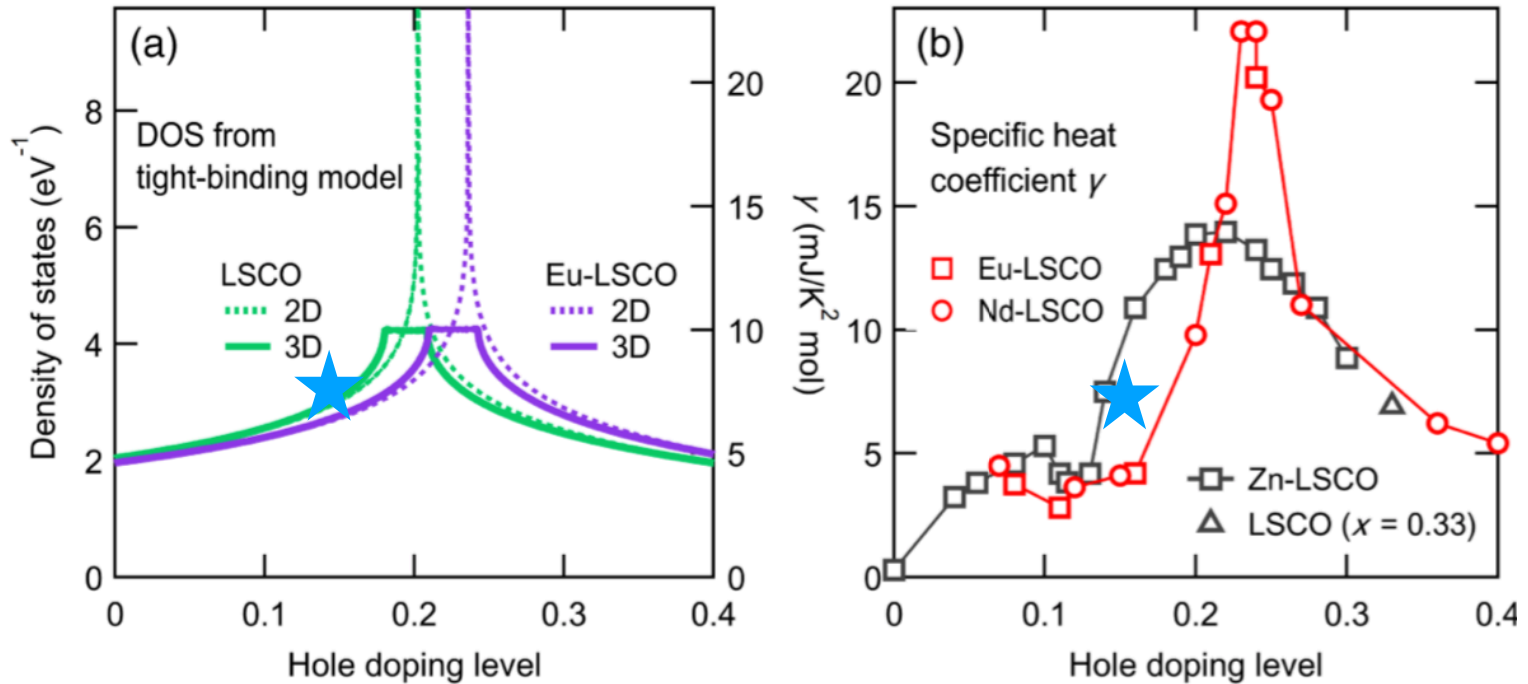 (a)
DOS from
tight-binding model
LSCO
2D
3D
Eu-LSCO
2D
3D
Density of states (eV⁻¹)
0
2
4
6
8
0
5
10
15
20
γ (mJ/K² mol)
0
0.1
0.2
0.3
0.4
Hole doping level
(b)
Specific heat
coefficient γ
Eu-LSCO
Nd-LSCO
Zn-LSCO
LSCO (x = 0.33)
0
5
10
15
20
0
0.1
0.2
0.3
0.4
Hole doping level